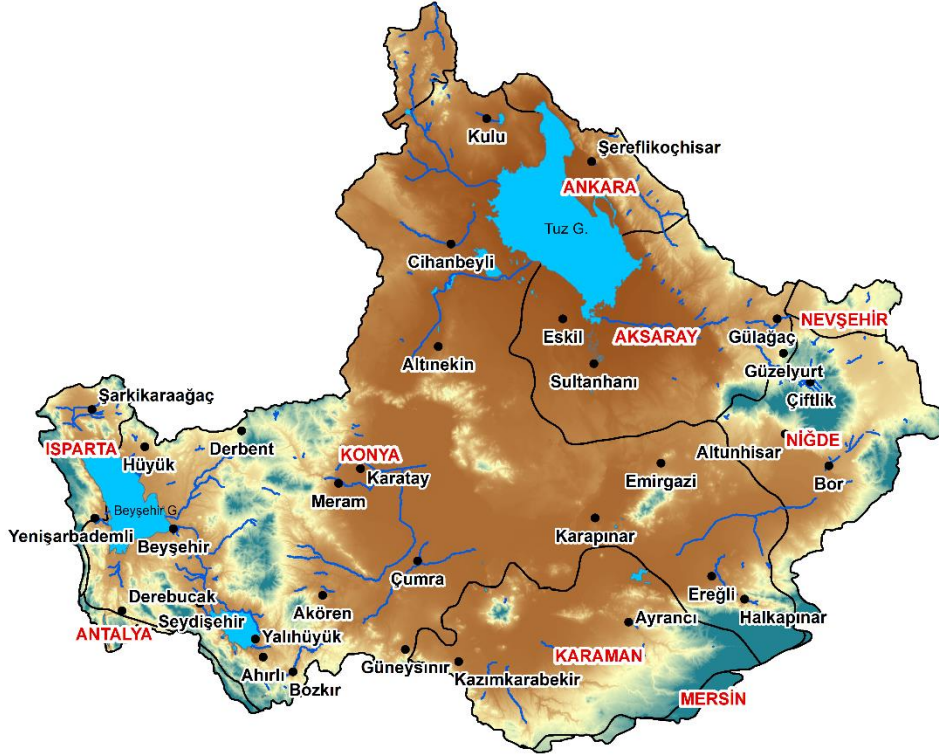 Kulu
Şereflikoçhisar
ANKARA
Tuz G.
Cihanbeyli
NEVŞEHİR
Eskil
AKSARAY
Gülağaç
Altınekin
Sultanhanı
Güzelyurt
Çiftlik
Şarkikaraağaç
Derbent
ISPARTA
Hüyük
KONYA
Altunhisar
NİĞDE
Karatay
Meram
Emirgazi
Bor
Beyşehir G.
Yenişarbademli
Beyşehir
Karapınar
Çumra
Ereğli
Derebucak
Akören
Halkapınar
Seydişehir
Ayrancı
ANTALYA
Yalıhüyük
Güneysınır
KARAMAN
Ahırlı
Kazımkarabekir
Bozkır
MERSİN